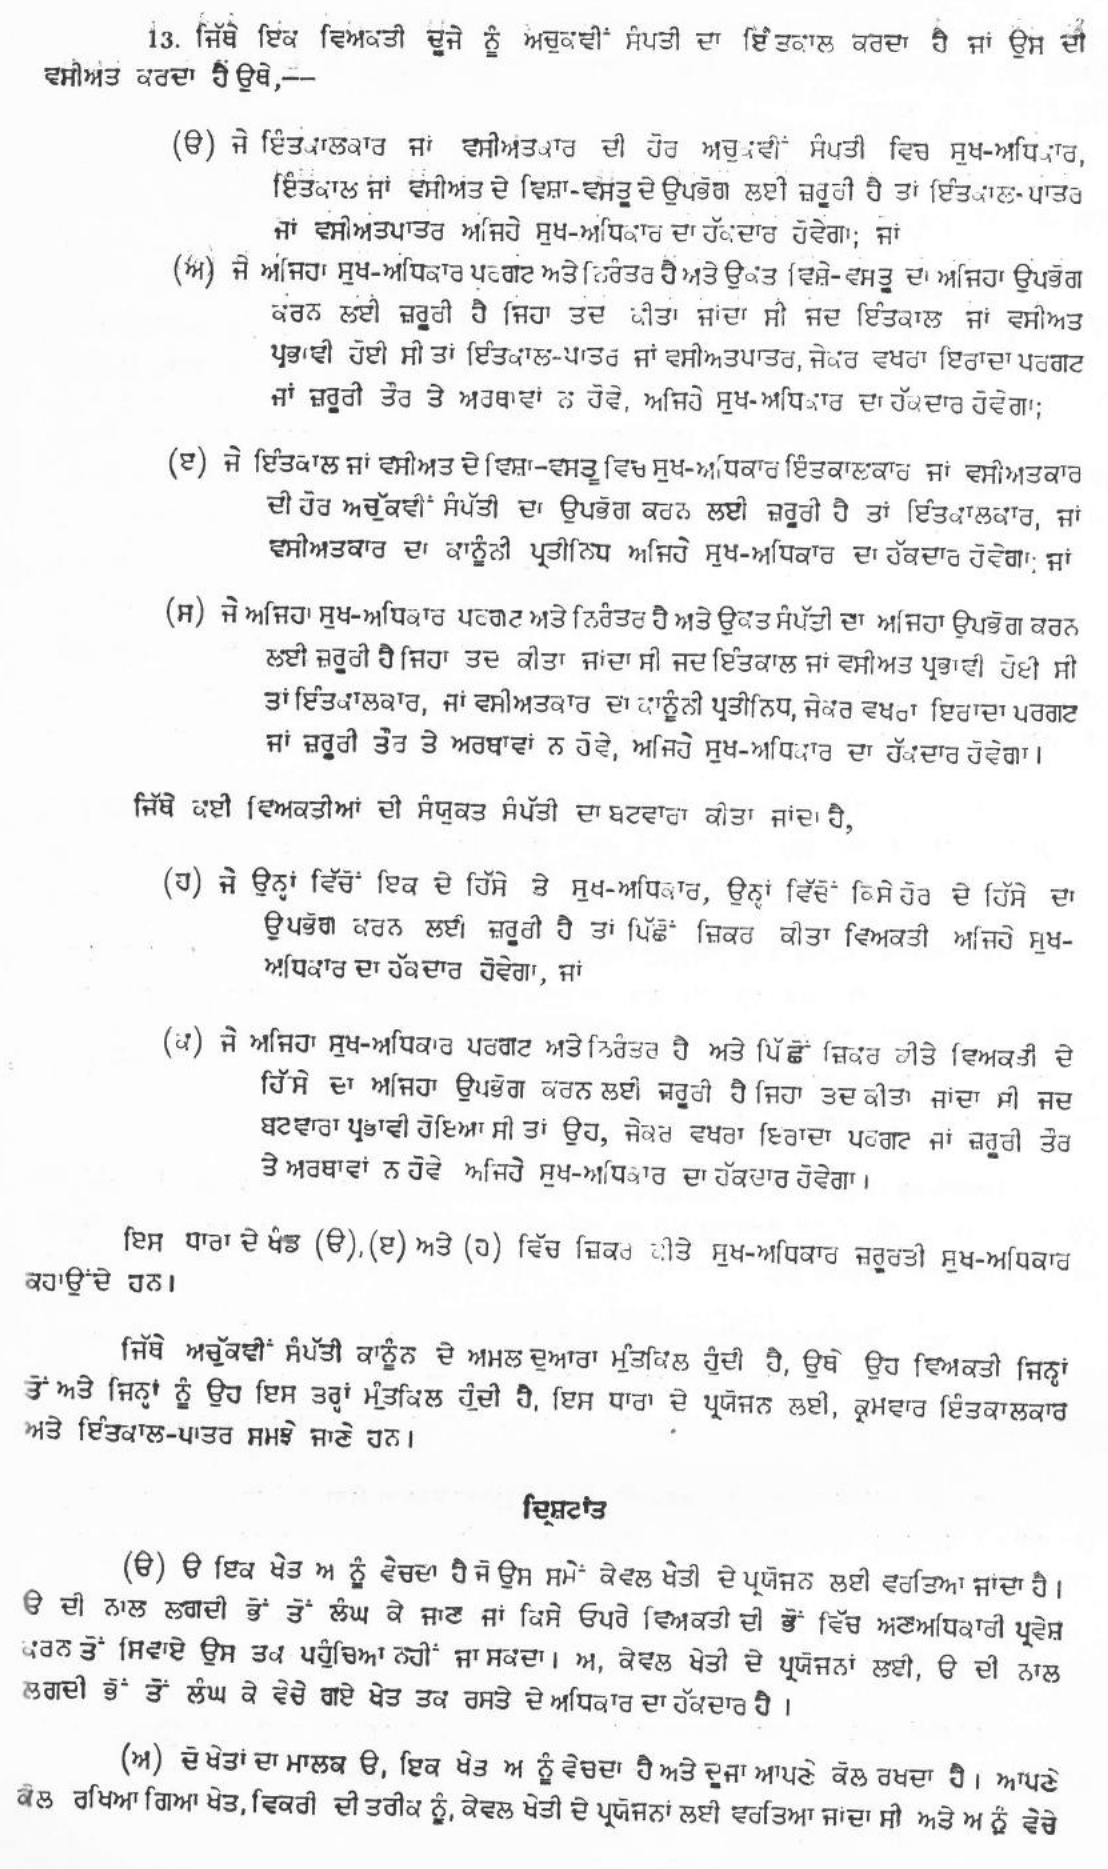 13. ਜਿੱਥੇ ਇਕ ਵਿਅਕਤੀ ਦੂਜੇ ਨੂੰ ਅਚੁਕਵੀਂ ਸੰਪਤੀ ਦਾ ਇੰਤਕਾਲ ਕਰਦਾ ਹੈ ਜਾਂ ਉਸ ਦੀ
ਵਸੀਅਤ ਕਰਦਾ ਹੈ ਉਥੇ,——
(ੳ) ਜੇ ਇੰਤਕਾਲਕਾਰ ਜਾਂ ਵਸੀਅਤਕਾਰ ਦੀ ਹੋਰ ਅਚੁਕਵੀਂ ਸੰਪਤੀ ਵਿਚ ਸੁਖ-ਅਧਿਕਾਰ,
ਇੰਤਕਾਲ ਜਾਂ ਵਸੀਅਤ ਦੇ ਵਿਸ਼ਾ-ਵਸਤੂ ਦੇ ਉਪਭੋਗ ਲਈ ਜ਼ਰੂਰੀ ਹੈ ਤਾਂ ਇੰਤਕਾਲ-ਪਾਤਰ
ਜਾਂ ਵਸੀਅਤਪਾਤਰ ਅਜਿਹੇ ਸੁਖ-ਅਧਿਕਾਰ ਦਾ ਹੱਕਦਾਰ ਹੋਵੇਗਾ; ਜਾਂ
(ਅ) ਜੇ ਅਜਿਹਾ ਸੁਖ-ਅਧਿਕਾਰ ਪਰਗਟ ਅਤੇ ਨਿਰੰਤਰ ਹੈ ਅਤੇ ਉਕਤ ਵਿਸ਼ੇ-ਵਸਤੂ ਦਾ ਅਜਿਹਾ ਉਪਭੋਗ
ਕਰਨ ਲਈ ਜ਼ਰੂਰੀ ਹੈ ਜਿਹਾ ਤਦ ਕੀਤਾ ਜਾਂਦਾ ਸੀ ਜਦ ਇੰਤਕਾਲ ਜਾਂ ਵਸੀਅਤ
ਪ੍ਰਭਾਵੀ ਹੋਈ ਸੀ ਤਾਂ ਇੰਤਕਾਲ-ਪਾਤਰ ਜਾਂ ਵਸੀਅਤਪਾਤਰ, ਜੇਕਰ ਵਖਰਾ ਇਰਾਦਾ ਪਰਗਟ
ਜਾਂ ਜ਼ਰੂਰੀ ਤੌਰ ਤੇ ਅਰਥਾਵਾਂ ਨ ਹੋਵੇ, ਅਜਿਹੇ ਸੁਖ-ਅਧਿਕਾਰ ਦਾ ਹੱਕਦਾਰ ਹੋਵੇਗਾ;
(ੲ) ਜੇ ਇੰਤਕਾਲ ਜਾਂ ਵਸੀਅਤ ਦੇ ਵਿਸ਼ਾ-ਵਸਤੂ ਵਿਚ ਸੁਖ-ਅਧਿਕਾਰ ਇੰਤਕਾਲਕਾਰ ਜਾਂ ਵਸੀਅਤਕਾਰ
ਦੀ ਹੋਰ ਅਚੁੱਕਵੀਂ ਸੰਪੱਤੀ ਦਾ ਉਪਭੋਗ ਕਰਨ ਲਈ ਜ਼ਰੂਰੀ ਹੈ ਤਾਂ ਇੰਤਕਾਲਕਾਰ, ਜਾਂ
ਵਸੀਅਤਕਾਰ ਦਾ ਕਾਨੂੰਨੀ ਪ੍ਰਤੀਨਿਧ ਅਜਿਹੇ ਸੁਖ-ਅਧਿਕਾਰ ਦਾ ਹੱਕਦਾਰ ਹੋਵੇਗਾ; ਜਾਂ
(ਸ) ਜੇ ਅਜਿਹਾ ਸੁਖ-ਅਧਿਕਾਰ ਪਰਗਟ ਅਤੇ ਨਿਰੰਤਰ ਹੈ ਅਤੇ ਉਕਤ ਸੰਪੱਤੀ ਦਾ ਅਜਿਹਾ ਉਪਭੋਗ ਕਰਨ
ਲਈ ਜ਼ਰੂਰੀ ਹੈ ਜਿਹਾ ਤਦ ਕੀਤਾ ਜਾਂਦਾ ਸੀ ਜਦ ਇੰਤਕਾਲ ਜਾਂ ਵਸੀਅਤ ਪ੍ਰਭਾਵੀ ਹੋਈ ਸੀ
ਤਾਂ ਇੰਤਕਾਲਕਾਰ, ਜਾਂ ਵਸੀਅਤਕਾਰ ਦਾ ਕਾਨੂੰਨੀ ਪ੍ਰਤੀਨਿਧ, ਜੇਕਰ ਵਖਰਾ ਇਰਾਦਾ ਪਰਗਟ
ਜਾਂ ਜ਼ਰੂਰੀ ਤੌਰ ਤੇ ਅਰਥਾਵਾਂ ਨ ਹੋਵੇ, ਅਜਿਹੇ ਸੁਖ-ਅਧਿਕਾਰ ਦਾ ਹੱਕਦਾਰ ਹੋਵੇਗਾ।
ਜਿੱਥੇ ਕਈ ਵਿਅਕਤੀਆਂ ਦੀ ਸੰਯੁਕਤ ਸੰਪੱਤੀ ਦਾ ਬਟਵਾਰਾ ਕੀਤਾ ਜਾਂਦਾ ਹੈ,
(ਹ) ਜੇ ਉਨ੍ਹਾਂ ਵਿੱਚੋਂ ਇਕ ਦੇ ਹਿੱਸੇ ਤੇ ਸੁਖ-ਅਧਿਕਾਰ, ਉਨ੍ਹਾਂ ਵਿੱਚੋਂ ਕਿਸੇ ਹੋਰ ਦੇ ਹਿੱਸੇ ਦਾ
ਉਪਭੋਗ ਕਰਨ ਲਈ ਜ਼ਰੂਰੀ ਹੈ ਤਾਂ ਪਿੱਛੋਂ ਜ਼ਿਕਰ ਕੀਤਾ ਵਿਅਕਤੀ ਅਜਿਹੇ ਸੁਖ-
ਅਧਿਕਾਰ ਦਾ ਹੱਕਦਾਰ ਹੋਵੇਗਾ, ਜਾਂ
(ਕ) ਜੇ ਅਜਿਹਾ ਸੁਖ-ਅਧਿਕਾਰ ਪਰਗਟ ਅਤੇ ਨਿਰੰਤਰ ਹੈ ਅਤੇ ਪਿੱਛੋਂ ਜ਼ਿਕਰ ਕੀਤੇ ਵਿਅਕਤੀ ਦੇ
ਹਿੱਸੇ ਦਾ ਅਜਿਹਾ ਉਪਭੋਗ ਕਰਨ ਲਈ ਜ਼ਰੂਰੀ ਹੈ ਜਿਹਾ ਤਦ ਕੀਤਾ ਜਾਂਦਾ ਸੀ ਜਦ
ਬਟਵਾਰਾ ਪ੍ਰਭਾਵੀ ਹੋਇਆ ਸੀ ਤਾਂ ਉਹ, ਜੇਕਰ ਵਖਰਾ ਇਰਾਦਾ ਪਰਗਟ ਜਾਂ ਜ਼ਰੂਰੀ ਤੌਰ
ਤੇ ਅਰਥਾਵਾਂ ਨ ਹੋਵੇ ਅਜਿਹੇ ਸੁਖ-ਅਧਿਕਾਰ ਦਾ ਹੱਕਦਾਰ ਹੋਵੇਗਾ।
ਇਸ ਧਾਰਾ ਦੇ ਖੰਡ (ੳ), (ੲ) ਅਤੇ (ਹ) ਵਿੱਚ ਜ਼ਿਕਰ ਕੀਤੇ ਸੁਖ-ਅਧਿਕਾਰ ਜ਼ਰੂਰਤੀ ਸੁਖ-ਅਧਿਕਾਰ
ਕਹਾਉਂਦੇ ਹਨ।
ਜਿੱਥੇ ਅਚੁੱਕਵੀਂ ਸੰਪੱਤੀ ਕਾਨੂੰਨ ਦੇ ਅਮਲ ਦੁਆਰਾ ਮੁੰਤਕਿਲ ਹੁੰਦੀ ਹੈ, ਉਥੇ ਉਹ ਵਿਅਕਤੀ ਜਿਨ੍ਹਾਂ
ਤੋਂ ਅਤੇ ਜਿਨ੍ਹਾਂ ਨੂੰ ਉਹ ਇਸ ਤਰ੍ਹਾਂ ਮੁੰਤਕਿਲ ਹੁੰਦੀ ਹੈ, ਇਸ ਧਾਰਾ ਦੇ ਪ੍ਰਯੋਜਨ ਲਈ, ਕ੍ਰਮਵਾਰ ਇੰਤਕਾਲਕਾਰ
ਅਤੇ ਇੰਤਕਾਲ-ਪਾਤਰ ਸਮਝੇ ਜਾਣੇ ਹਨ।
ਦ੍ਰਿਸ਼ਟਾਂਤ
(ੳ) ੳ ਇਕ ਖੇਤ ਅ ਨੂੰ ਵੇਚਦਾ ਹੈ ਜੋ ਉਸ ਸਮੇਂ ਕੇਵਲ ਖੇਤੀ ਦੇ ਪ੍ਰਯੋਜਨ ਲਈ ਵਰਤਿਆ ਜਾਂਦਾ ਹੈ।
ੳ ਦੀ ਨਾਲ ਲਗਦੀ ਭੋਂ ਤੋਂ ਲੰਘ ਕੇ ਜਾਣ ਜਾਂ ਕਿਸੇ ਓਪਰੇ ਵਿਅਕਤੀ ਦੀ ਭੋਂ ਵਿੱਚ ਅਣਅਧਿਕਾਰੀ ਪ੍ਰਵੇਸ਼
ਕਰਨ ਤੋਂ ਸਿਵਾਏ ਉਸ ਤਕ ਪਹੁੰਚਿਆ ਨਹੀਂ ਜਾ ਸਕਦਾ। ਅ, ਕੇਵਲ ਖੇਤੀ ਦੇ ਪ੍ਰਯੋਜਨਾਂ ਲਈ, ੳ ਦੀ ਨਾਲ
ਲਗਦੀ ਭੋਂ ਤੋਂ ਲੰਘ ਕੇ ਵੇਚੇ ਗਏ ਖੇਤ ਤਕ ਰਸਤੇ ਦੇ ਅਧਿਕਾਰ ਦਾ ਹੱਕਦਾਰ ਹੈ ।
(ਅ) ਦੋ ਖੇਤਾਂ ਦਾ ਮਾਲਕ ੳ, ਇਕ ਖੇਤ ਅ ਨੂੰ ਵੇਚਦਾ ਹੈ ਅਤੇ ਦੂਜਾ ਆਪਣੇ ਕੋਲ ਰਖਦਾ ਹੈ। ਆਪਣੇ
ਕੋਲ ਰਖਿਆ ਗਿਆ ਖੇਤ, ਵਿਕਰੀ ਦੀ ਤਰੀਕ ਨੂੰ, ਕੇਵਲ ਖੇਤੀ ਦੇ ਪ੍ਰਯੋਜਨਾਂ ਲਈ ਵਰਤਿਆ ਜਾਂਦਾ ਸੀ ਅਤੇ ਅ ਨੂੰ ਵੇਚੇ